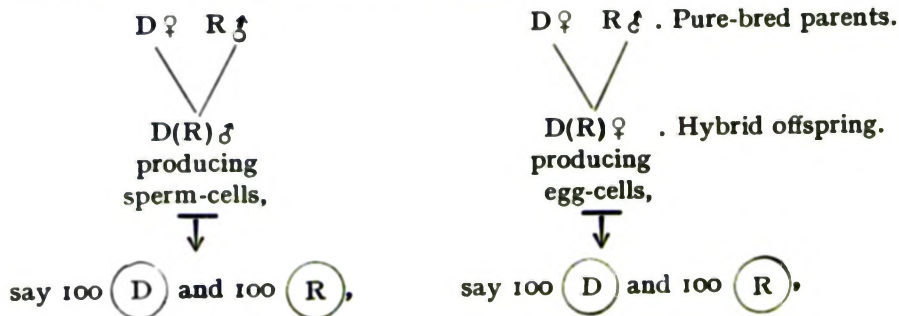 D♀ R♂
D(R)♂
producing
sperm-cells,
say 100 D and 100 R,
D♀ R♂ . Pure-bred parents.
D(R)♀ . Hybrid offspring.
producing
egg-cells,
say 100 D and 100 R,